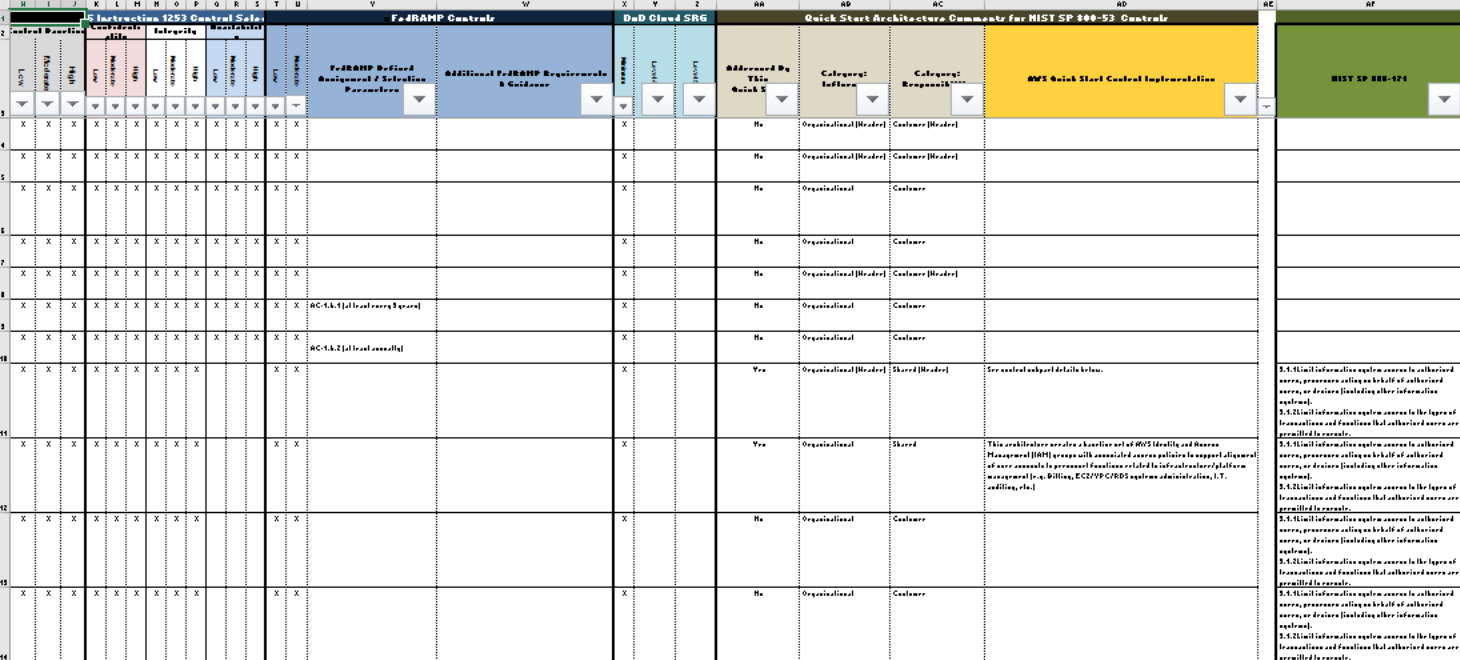 H I J K L M N O P Q R S T U V W X Y Z AA AB AC AD AE AF
1 S Instruction 1253 Control Selec FedRAMP Controls DoD Cloud SRG Quick Start Architecture Comments for NIST SP 800-53 Controls
2 Integrity
Low Moderate High Low Moderate High Low Moderate High Low Moderate High Low Moderate
FedRAMP Defined
Assignment / Selection
Parameters
Additional FedRAMP Requirements
& Guidance
Addressed By
This
Quick S
Category:
Category:
AWS Quick Start Control Implementation
NIST SP 800-171
3
X X X X X X X X X X X X X X X No Organizational (Header) Customer (Header)
4
X X X X X X X X X X X X X X X No Organizational (Header) Customer (Header)
5
X X X X X X X X X X X X X X X No Organizational Customer
6
X X X X X X X X X X X X X X X No Organizational Customer
7
X X X X X X X X X X X X X X X No Organizational Customer (Header)
8
X X X X X X X X X X X X X X AC-1.b.1 [at least every 3 years] X No Organizational Customer
9
X X X X X X X X X X X X X X AC-1.b.2 [at least annually] X No Organizational Customer
10
X X X X X X X X X X X X Yes Organizational (Header) Shared (Header) See control subpart details below.
3.1.1 Limit information system access to authorized
users, processes acting on behalf of authorized
users, or devices (including other information
systems).
3.1.2 Limit information system access to the types of
transactions and functions that authorized users are
permitted to execute.
11
X X X X X X X X X X X X Yes Organizational Shared
This architecture creates a baseline set of AWS Identity and Access
Management (IAM) groups with associated access policies to support alignment
of user accounts to personnel functions related to infrastructure/platform
management (e.g. Billing, EC2/VPC/RDS systems administration, I.T.
auditing, etc.)
3.1.1 Limit information system access to authorized
users, processes acting on behalf of authorized
users, or devices (including other information
systems).
3.1.2 Limit information system access to the types of
transactions and functions that authorized users are
permitted to execute.
12
X X X X X X X X X X X X No Organizational Customer
3.1.1 Limit information system access to authorized
users, processes acting on behalf of authorized
users, or devices (including other information
systems).
3.1.2 Limit information system access to the types of
transactions and functions that authorized users are
permitted to execute.
13
X X X X X X X X X X X X No Organizational Customer
3.1.1 Limit information system access to authorized
users, processes acting on behalf of authorized
users, or devices (including other information
systems).
3.1.2 Limit information system access to the types of
transactions and functions that authorized users are
permitted to execute.
14